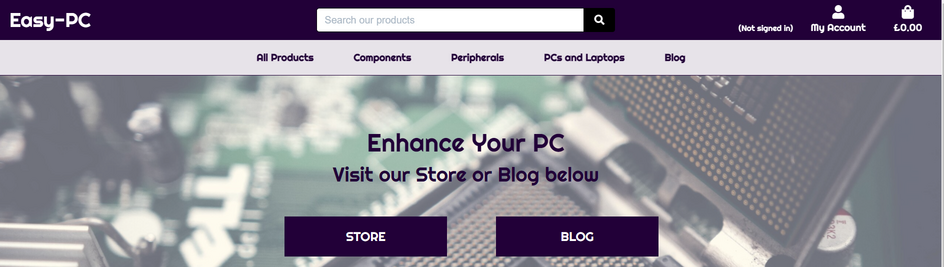 Easy-PC
Search our products
(Not signed in)
My Account
£0.00
All Products
Components
Peripherals
PCs and Laptops
Blog
Enhance Your PC
Visit our Store or Blog below
STORE
BLOG